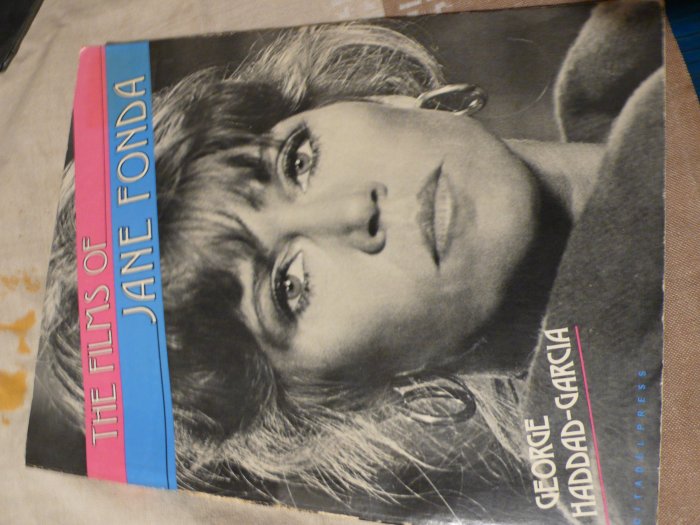 THE FILMS OF
JANE FONDA
GEORGE
HADDAD-GARCIA
CITADEL PRESS